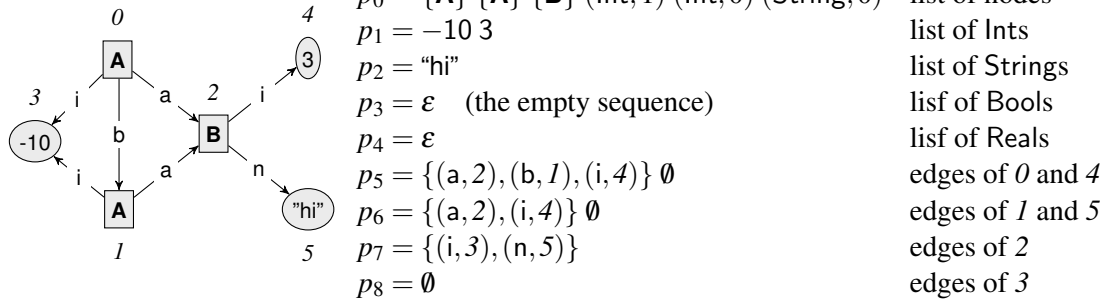 p₀ = {A} {A} {B} (Int, 1) (Int, 0) (String, 0) list of nodes
0
4
A
3
i
a
2
i
3
-10
b
B
i
a
n
A
"hi"
1
5
p₁ = −10 3 list of Ints
p₂ = “hi” list of Strings
p₃ = ε (the empty sequence) lisf of Bools
p₄ = ε lisf of Reals
p₅ = {(a, 2), (b, 1), (i, 4)} ∅ edges of 0 and 4
p₆ = {(a, 2), (i, 4)} ∅ edges of 1 and 5
p₇ = {(i, 3), (n, 5)} edges of 2
p₈ = ∅ edges of 3